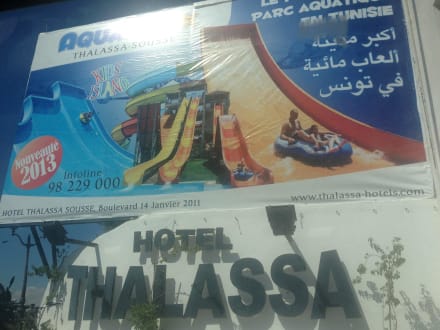 THALASSA SOUSSE
KIDS
ISLAND
PARC AQUATIQUE
EN TUNISIE
أكبر مدينة
ألعاب مائية
في تونس
Nouveauté
2013
Infoline
98 229 000
www.thalassa-hotels.com
HOTEL THALASSA SOUSSE, Boulevard 14 Janvier 2011
HOTEL
THALASSA